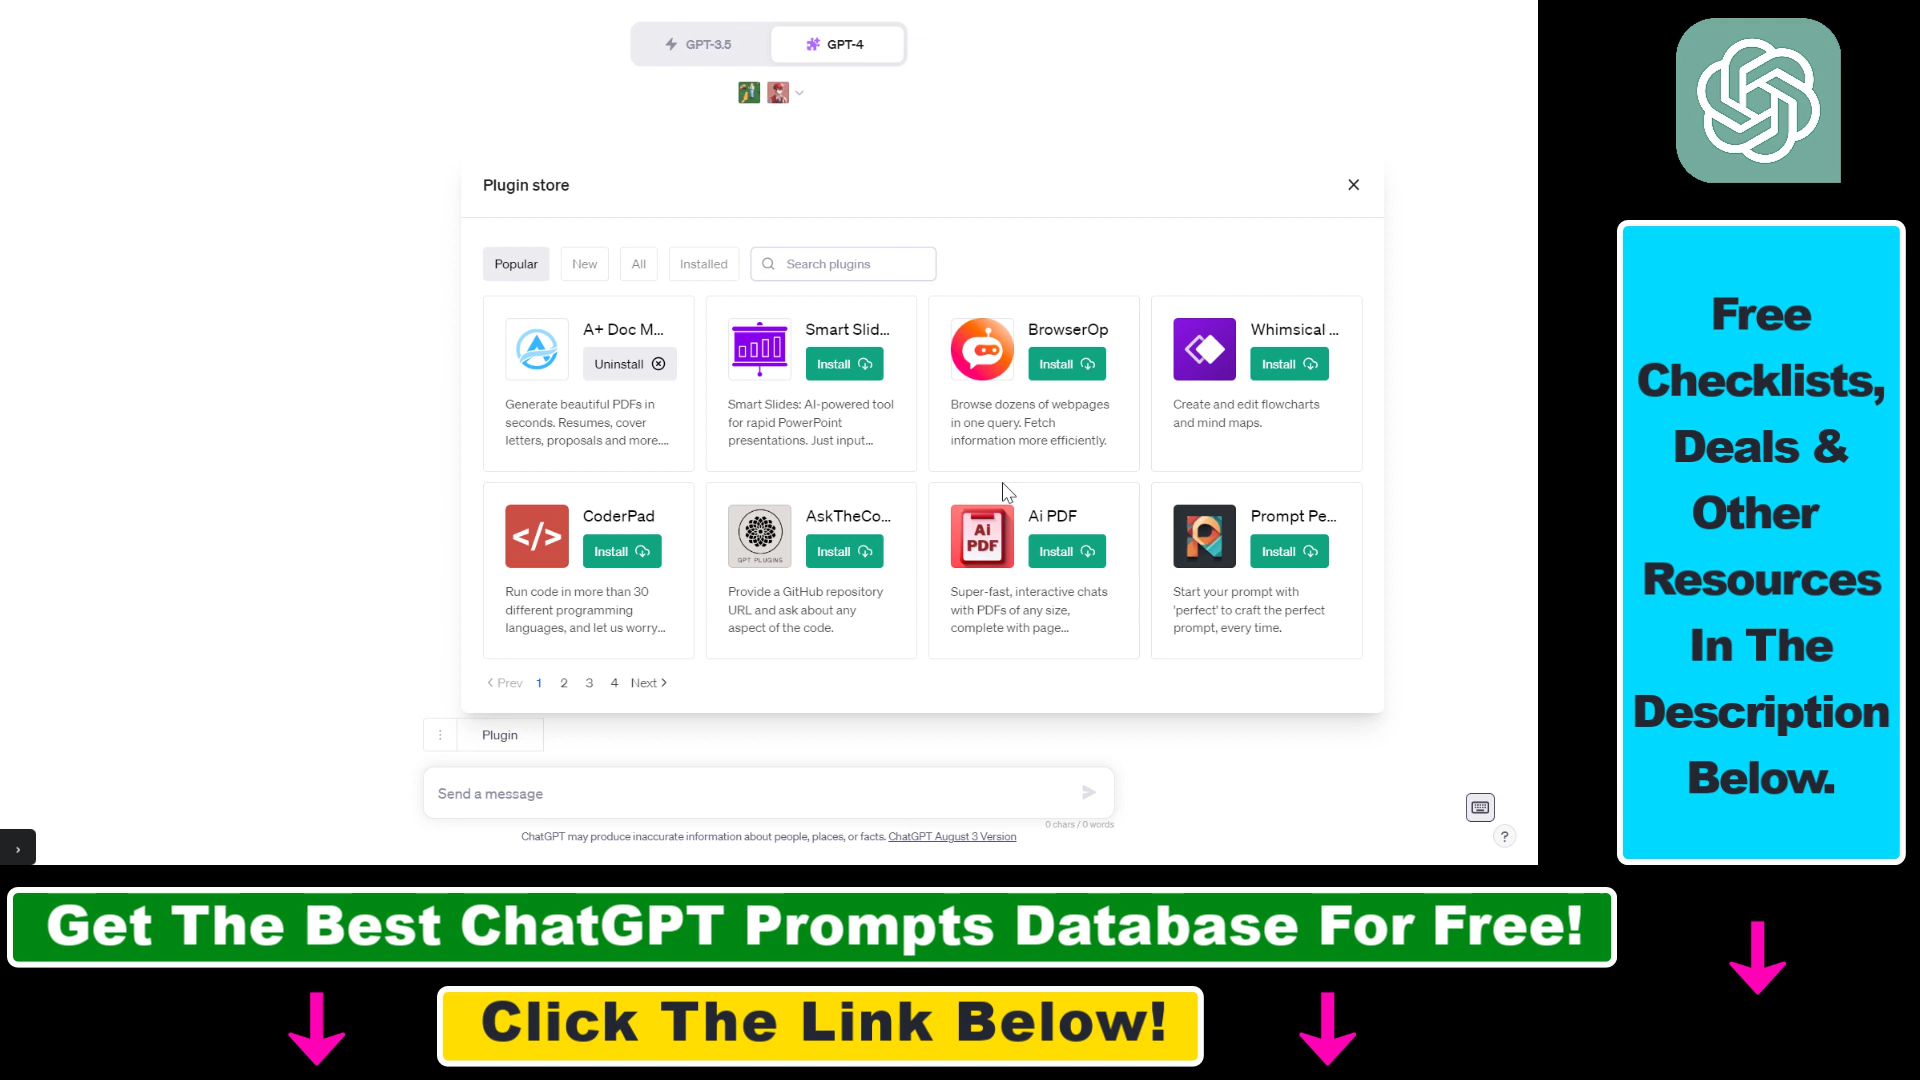 GPT-3.5
GPT-4
Plugin store
Popular
New
All
Installed
Search plugins
A+ Doc M...
Uninstall
Generate beautiful PDFs in
seconds. Resumes, cover
letters, proposals and more....
Smart Slid...
Install
Smart Slides: AI-powered tool
for rapid PowerPoint
presentations. Just input...
BrowserOp
Install
Browse dozens of webpages
in one query. Fetch
information more efficiently.
Whimsical ...
Install
Create and edit flowcharts
and mind maps.
</>
CoderPad
Install
Run code in more than 30
different programming
languages, and let us worry...
GPT PLUGINS
AskTheCo...
Install
Provide a GitHub repository
URL and ask about any
aspect of the code.
Ai
PDF
Ai PDF
Install
Super-fast, interactive chats
with PDFs of any size,
complete with page...
Prompt Pe...
Install
Start your prompt with
'perfect' to craft the perfect
prompt, every time.
Prev 1 2 3 4 Next
Plugin
Send a message
0 chars / 0 words
ChatGPT may produce inaccurate information about people, places, or facts. ChatGPT August 3 Version
?
Free
Checklists,
Deals &
Other
Resources
In The
Description
Below.
Get The Best ChatGPT Prompts Database For Free!
Click The Link Below!